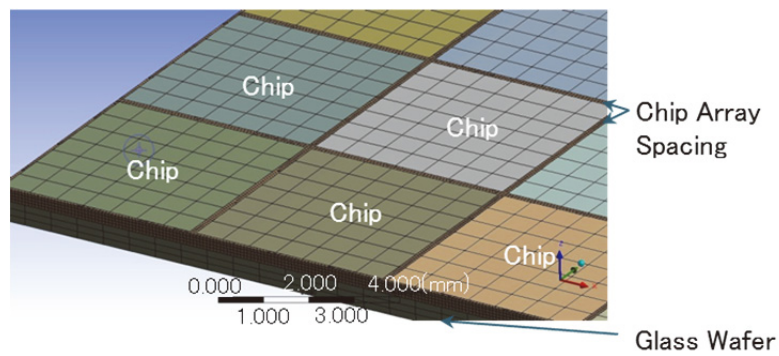 Chip
Chip
Chip
Chip
Chip
Chip Array
Spacing
0.000 2.000 4.000(mm)
1.000 3.000
Glass Wafer